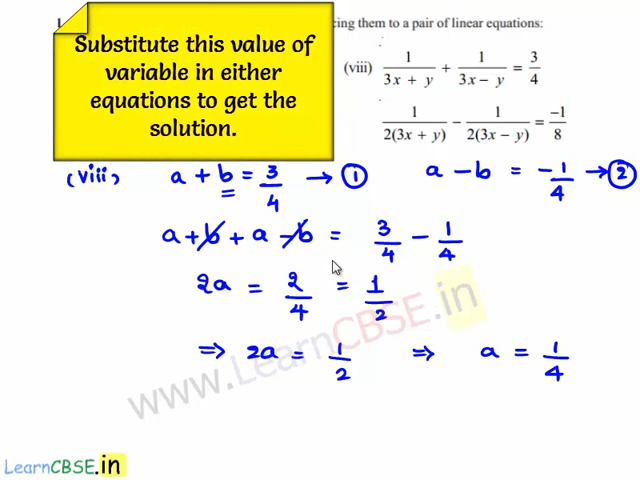 cing them to a pair of linear equations:
Substitute this value of
variable in either
equations to get the
solution.
(viii) 1/(3x + y) + 1/(3x − y) = 3/4
1/(2(3x + y)) − 1/(2(3x − y)) = −1/8
(viii) a + b = 3/4 → ① a − b = −1/4 → ②
a + b + a − b = 3/4 − 1/4
2a = 2/4 = 1/2
⇒ 2a = 1/2 ⇒ a = 1/4
www.LearnCBSE.in
LearnCBSE.in